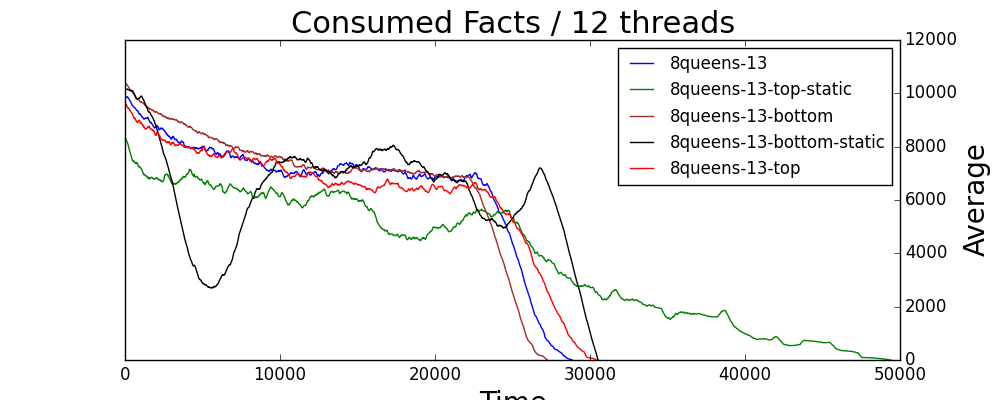 Consumed Facts / 12 threads
8queens-13
8queens-13-top-static
8queens-13-bottom
8queens-13-bottom-static
8queens-13-top
12000
10000
8000
6000
4000
2000
0
Average
0 10000 20000 30000 40000 50000
Time